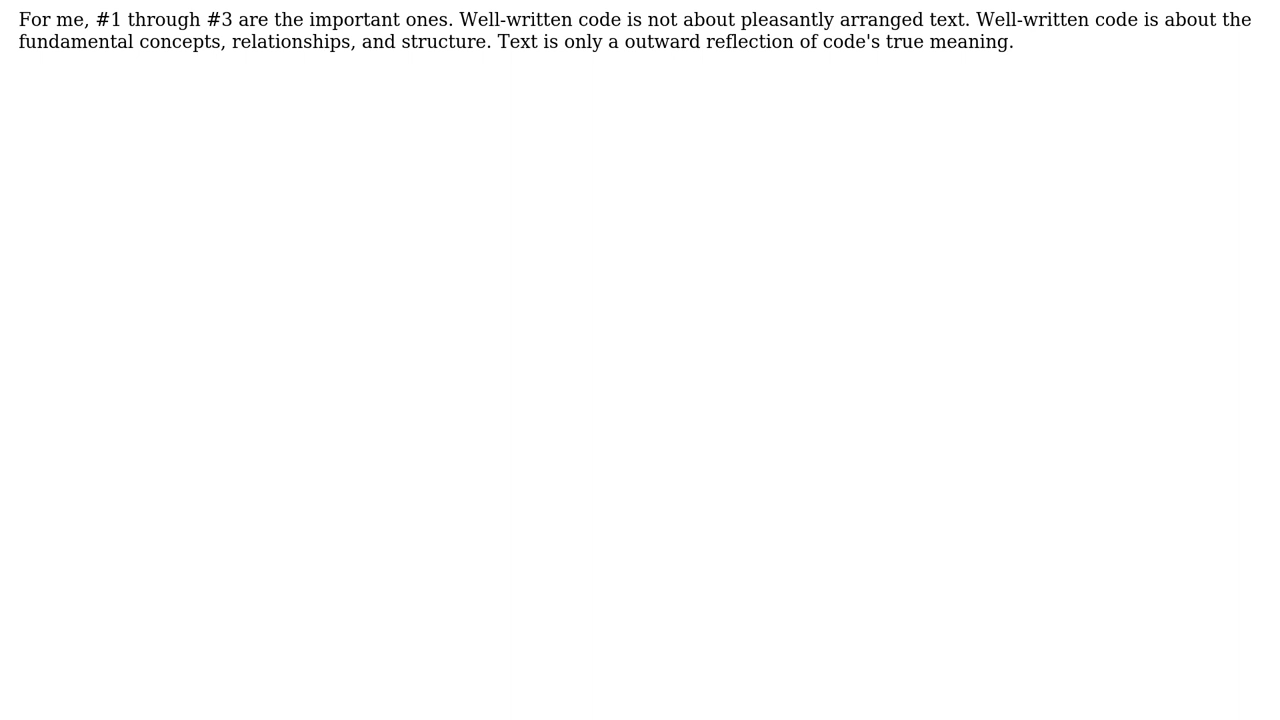 For me, #1 through #3 are the important ones. Well-written code is not about pleasantly arranged text. Well-written code is about the
fundamental concepts, relationships, and structure. Text is only a outward reflection of code's true meaning.